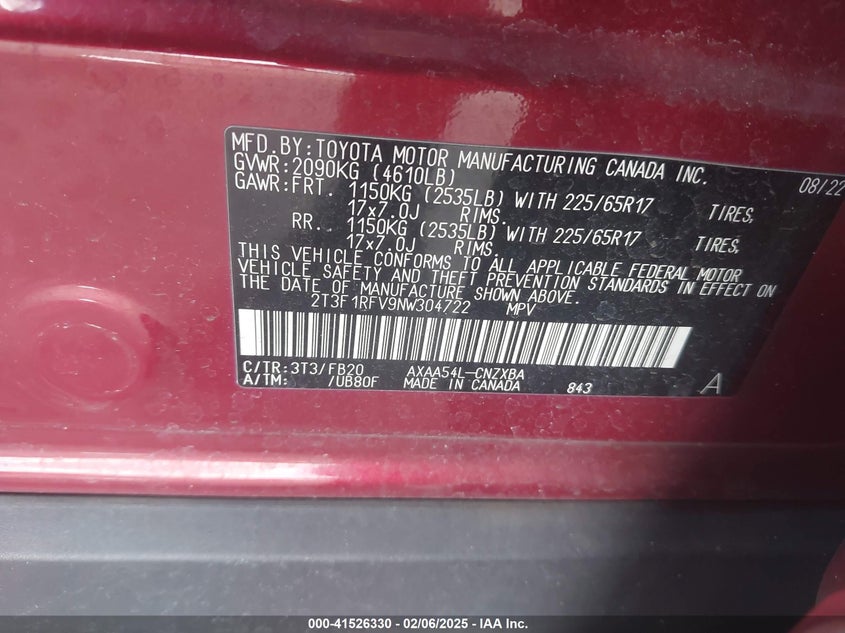 MFD.BY:TOYOTA MOTOR MANUFACTURING CANADA INC. 08/22
GVWR:2090KG (4610LB)
GAWR:FRT. 1150KG (2535LB) WITH 225/65R17 TIRES,
17x7.0J RIMS.
RR. 1150KG (2535LB) WITH 225/65R17 TIRES,
17x7.0J RIMS
THIS VEHICLE CONFORMS TO ALL APPLICABLE FEDERAL MOTOR
VEHICLE SAFETY AND THEFT PREVENTION STANDARDS IN EFFECT ON
THE DATE OF MANUFACTURE SHOWN ABOVE.
2T3F1RFV9NW304722 MPV
C/TR:3T3/FB20 AXAA54L-CNZXBA
A/TM: /UB80F MADE IN CANADA 843 A
000-41526330 - 02/06/2025 - IAA Inc.